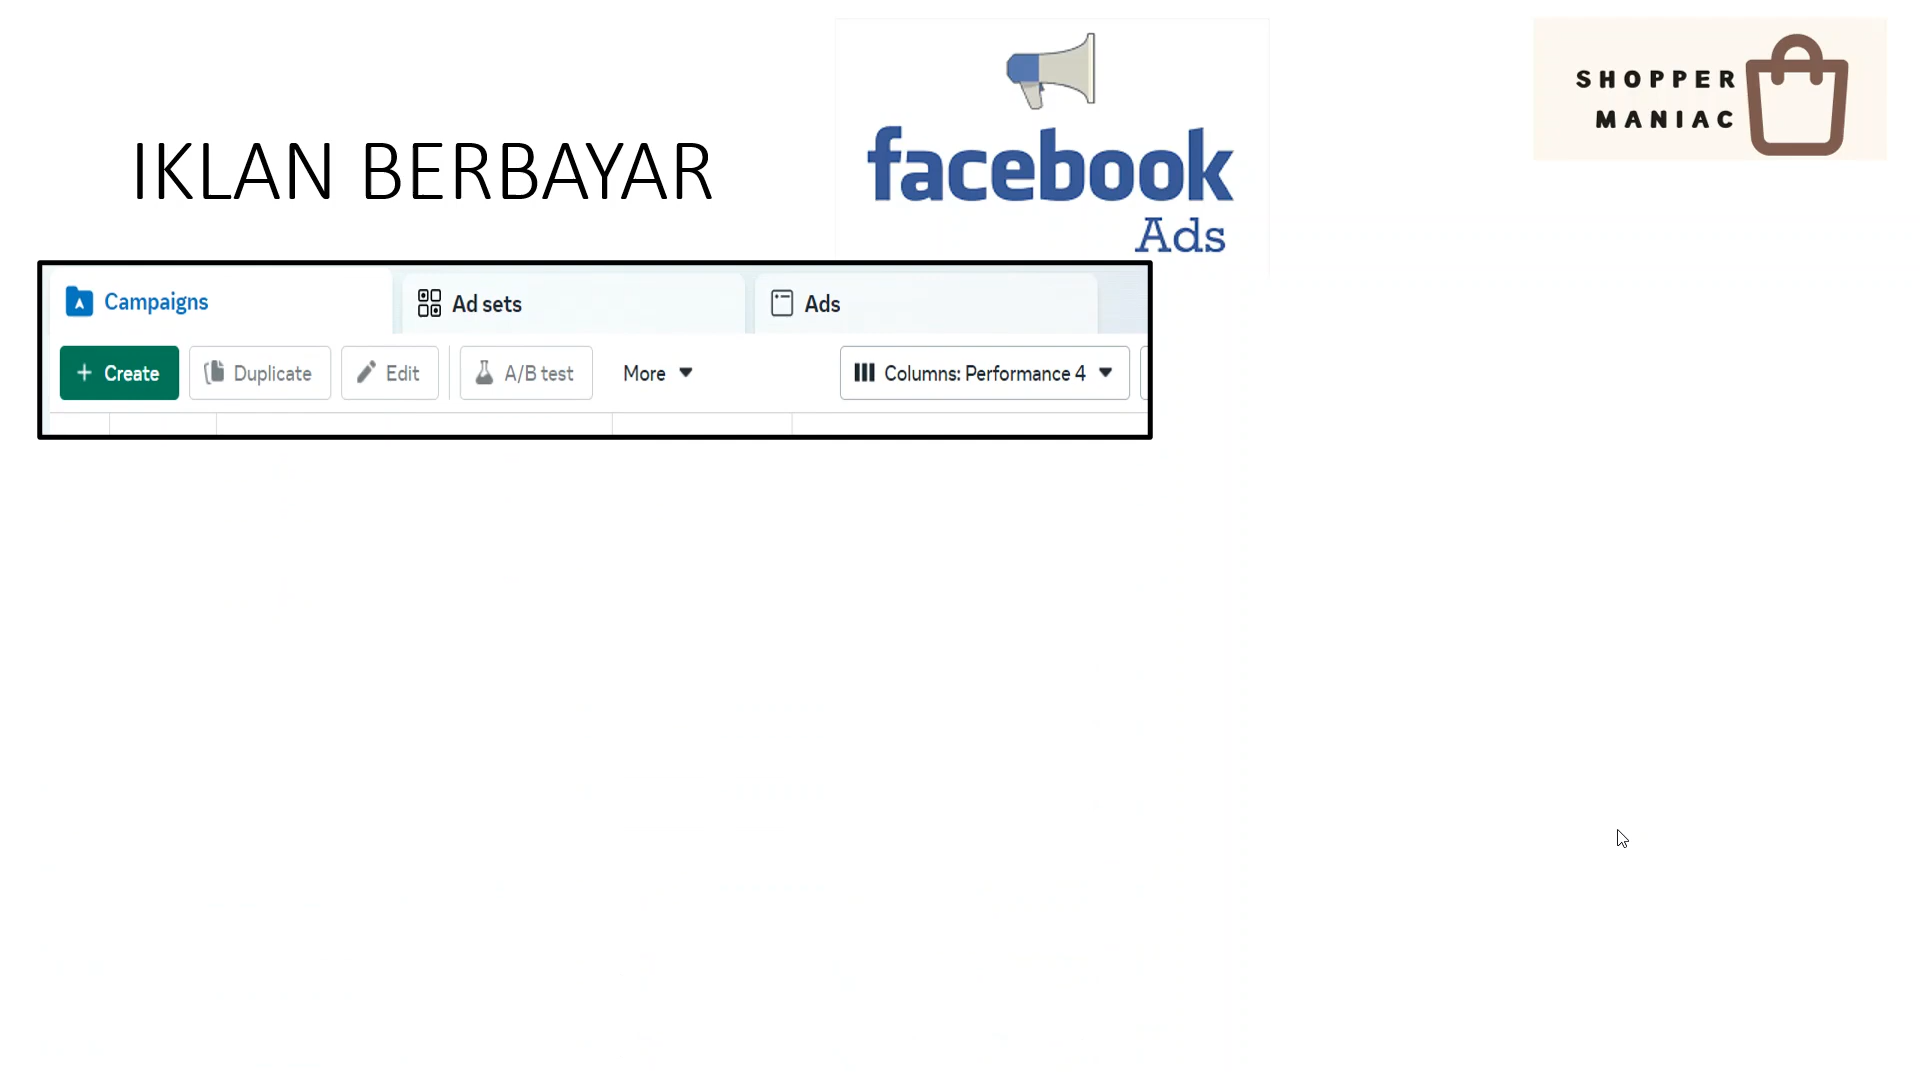 IKLAN BERBAYAR
facebook
Ads
SHOPPER
MANIAC
Campaigns
Ad sets
Ads
+ Create
Duplicate
Edit
A/B test
More
Columns: Performance 4